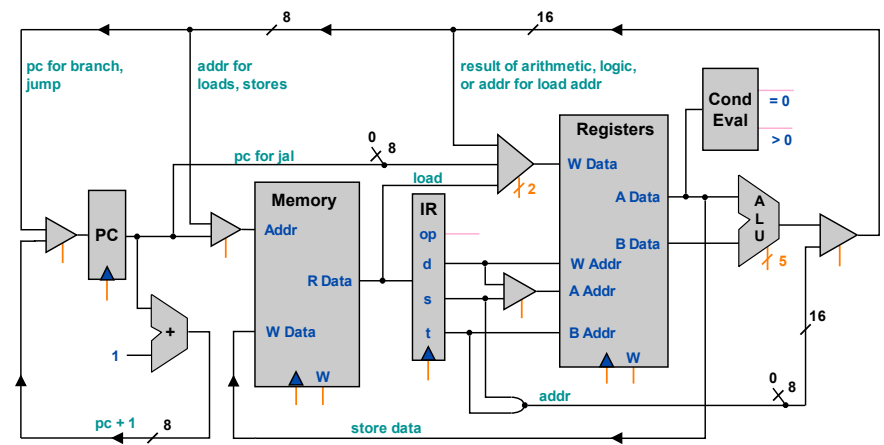 8
16
pc for branch,
jump
addr for
loads, stores
result of arithmetic, logic,
or addr for load addr
Cond
Eval
= 0
> 0
0
8
pc for jal
load
2
Registers
W Data
A Data
B Data
W Addr
A Addr
B Addr
W
A
L
U
5
PC
Memory
Addr
R Data
W Data
W
IR
op
d
s
t
+
1
16
0
8
addr
pc + 1
8
store data